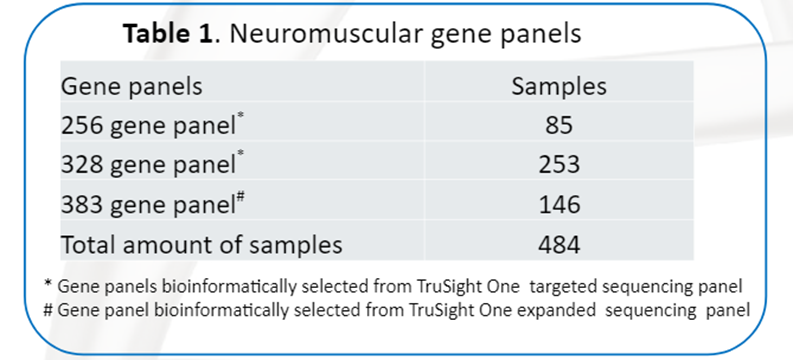 Table 1. Neuromuscular gene panels
Gene panels Samples
256 gene panel* 85
328 gene panel* 253
383 gene panel# 146
Total amount of samples 484
* Gene panels bioinformatically selected from TruSight One targeted sequencing panel
# Gene panel bioinformatically selected from TruSight One expanded sequencing panel